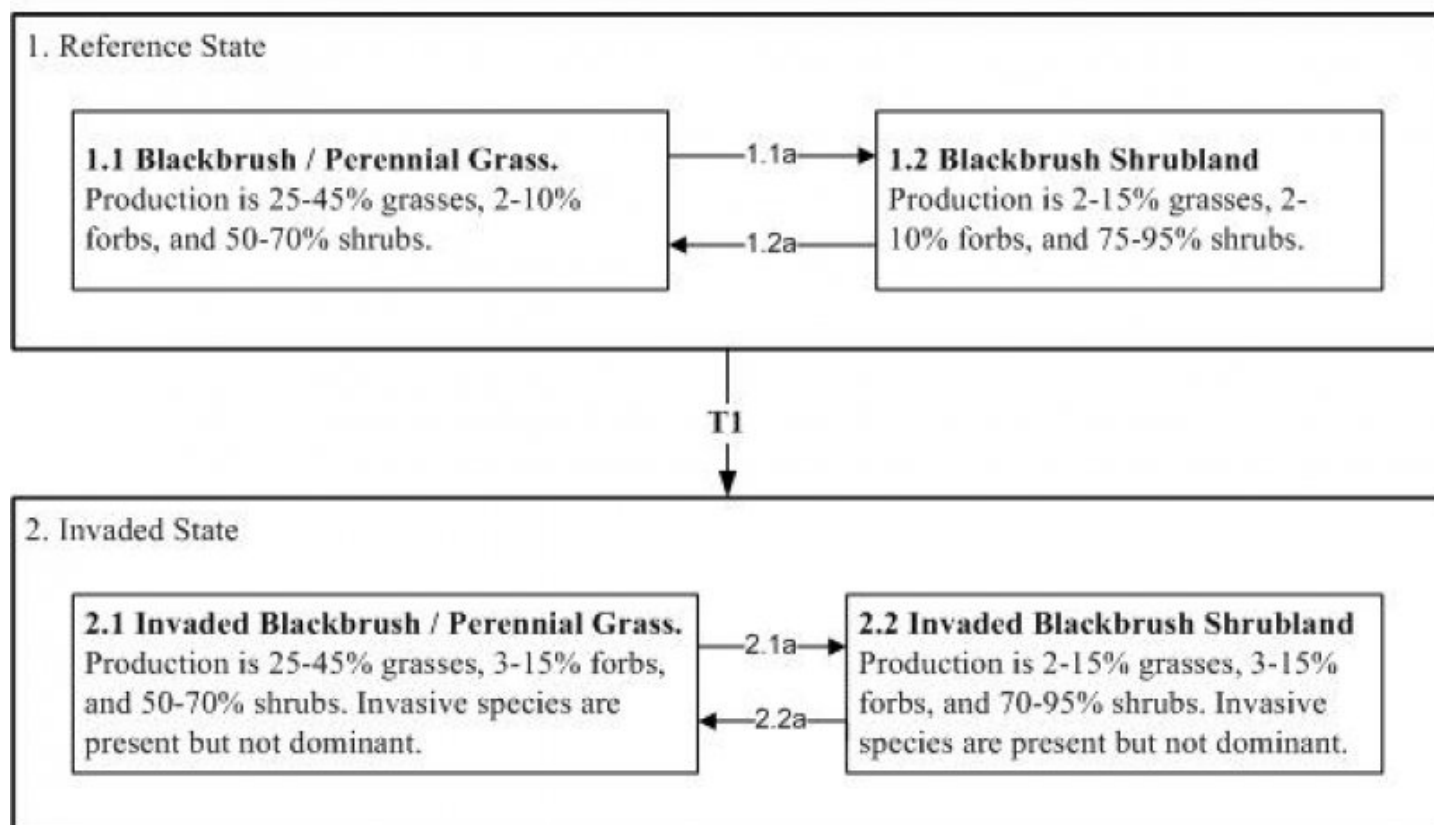 1. Reference State
1.1 Blackbrush / Perennial Grass.
Production is 25-45% grasses, 2-10%
forbs, and 50-70% shrubs.
1.1a
1.2a
1.2 Blackbrush Shrubland
Production is 2-15% grasses, 2-
10% forbs, and 75-95% shrubs.
T1
2. Invaded State
2.1 Invaded Blackbrush / Perennial Grass.
Production is 25-45% grasses, 3-15% forbs,
and 50-70% shrubs. Invasive species are
present but not dominant.
2.1a
2.2a
2.2 Invaded Blackbrush Shrubland
Production is 2-15% grasses, 3-15%
forbs, and 70-95% shrubs. Invasive
species are present but not dominant.